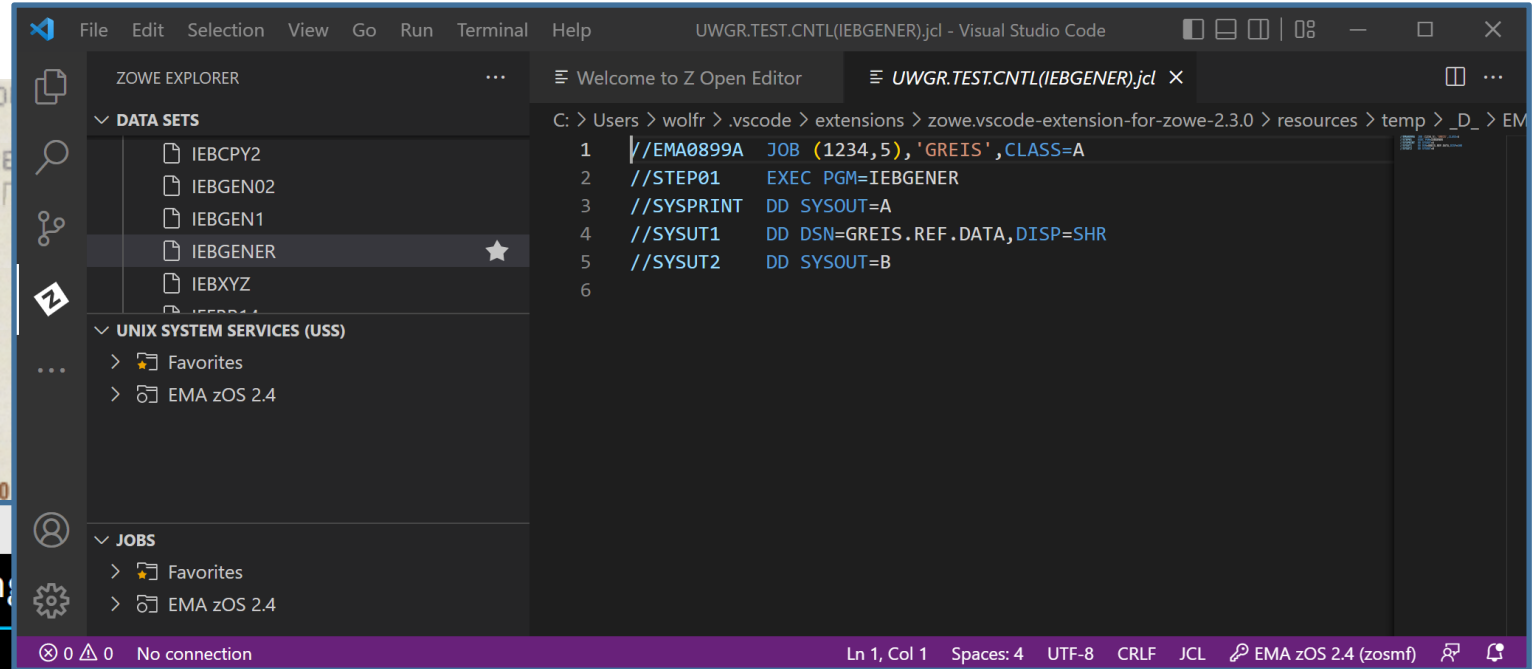 File Edit Selection View Go Run Terminal Help UWGR.TEST.CNTL(IEBGENER).jcl - Visual Studio Code
ZOWE EXPLORER ...
DATA SETS
IEBCPY2
IEBGEN02
IEBGEN1
IEBGENER
IEBXYZ
UNIX SYSTEM SERVICES (USS)
Favorites
EMA zOS 2.4
JOBS
Favorites
EMA zOS 2.4
Welcome to Z Open Editor UWGR.TEST.CNTL(IEBGENER).jcl
C: > Users > wolfr > .vscode > extensions > zowe.vscode-extension-for-zowe-2.3.0 > resources > temp > _D_ > EM
1 //EMA0899A JOB (1234,5),'GREIS',CLASS=A
2 //STEP01 EXEC PGM=IEBGENER
3 //SYSPRINT DD SYSOUT=A
4 //SYSUT1 DD DSN=GREIS.REF.DATA,DISP=SHR
5 //SYSUT2 DD SYSOUT=B
6
0 0 No connection Ln 1, Col 1 Spaces: 4 UTF-8 CRLF JCL EMA zOS 2.4 (zosmf)